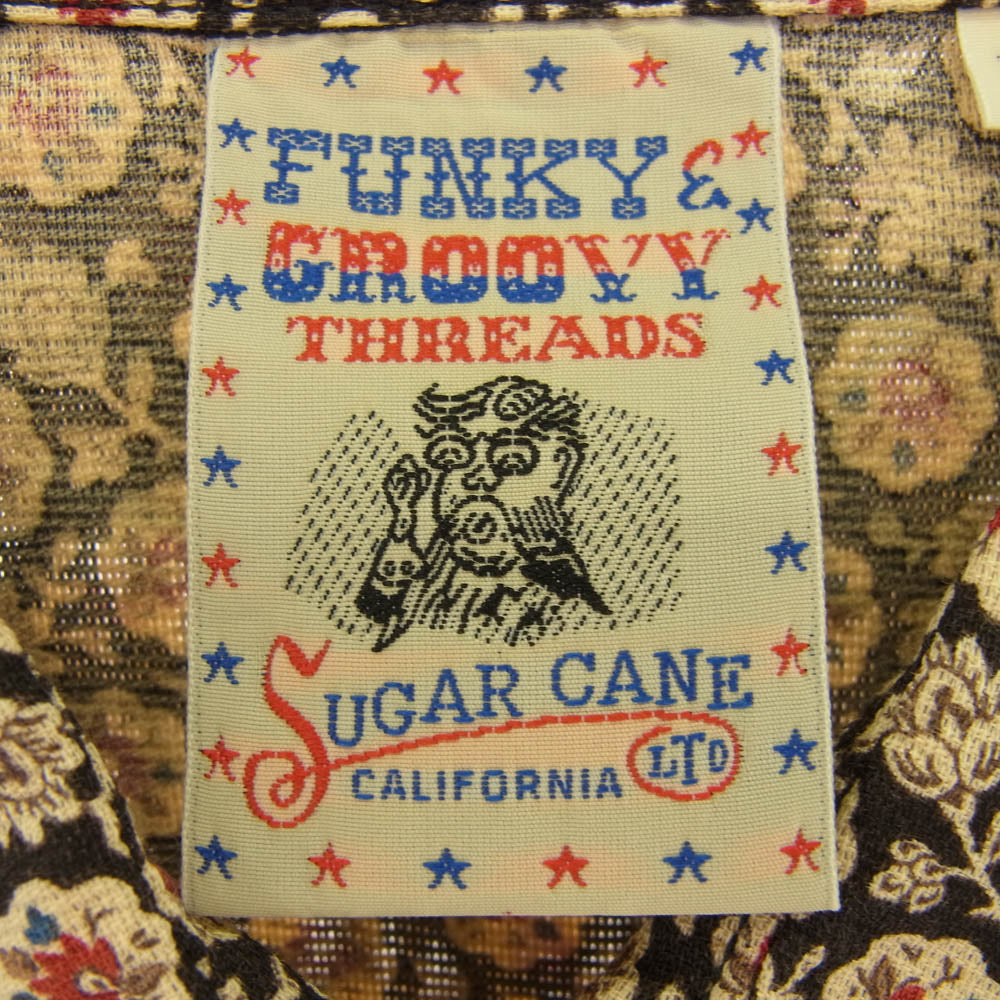 FUNKY &
GROOVY
THREADS
SUGAR CANE
CALIFORNIA LTD